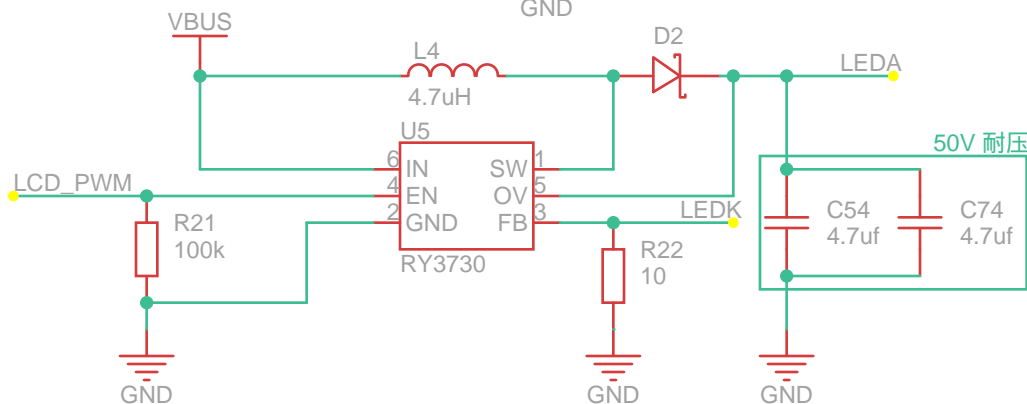 GND
VBUS
D2
L4
LEDA
4.7uH
U5
50V 耐压
6 IN SW 1
LCD_PWM
4 EN OV 5
2 GND FB 3
LEDK
R21
100k
C54
4.7uf
C74
4.7uf
RY3730
R22
10
GND
GND
GND